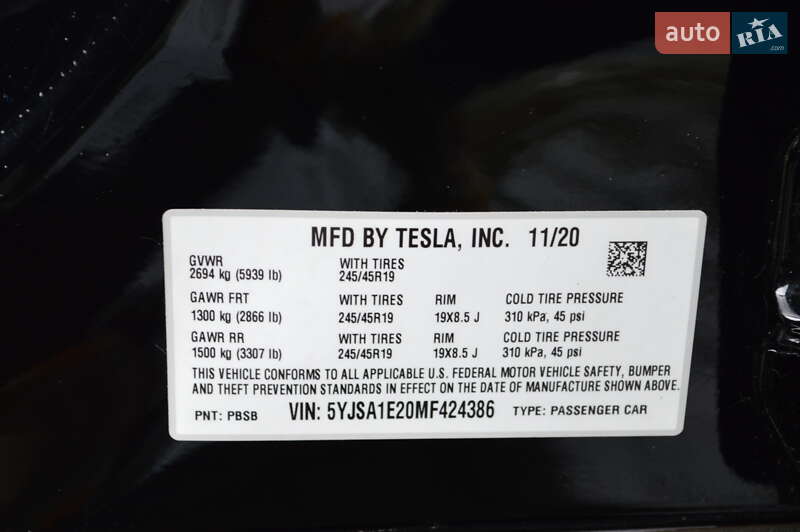 auto RIA.com
MFD BY TESLA, INC. 11/20
GVWR WITH TIRES
2694 kg (5939 lb) 245/45R19
GAWR FRT WITH TIRES RIM COLD TIRE PRESSURE
1300 kg (2866 lb) 245/45R19 19X8.5 J 310 kPa, 45 psi
GAWR RR WITH TIRES RIM COLD TIRE PRESSURE
1500 kg (3307 lb) 245/45R19 19X8.5 J 310 kPa, 45 psi
THIS VEHICLE CONFORMS TO ALL APPLICABLE U.S. FEDERAL MOTOR VEHICLE SAFETY, BUMPER
AND THEFT PREVENTION STANDARDS IN EFFECT ON THE DATE OF MANUFACTURE SHOWN ABOVE.
PNT: PBSB VIN: 5YJSA1E20MF424386 TYPE: PASSENGER CAR